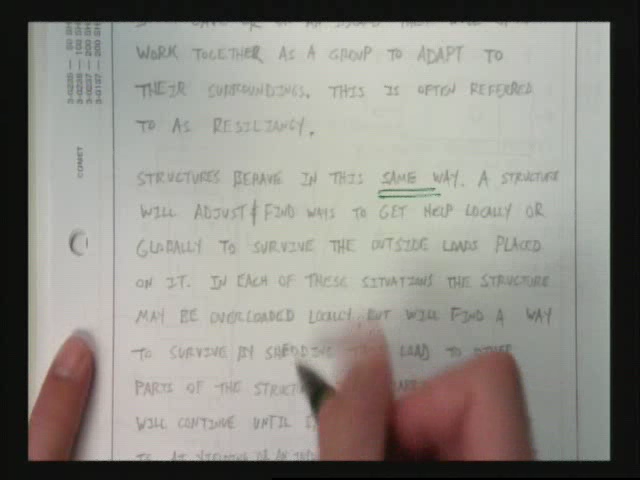 WORK TOGETHER AS A GROUP TO ADAPT TO
THEIR SURROUNDINGS. THIS IS OFTEN REFERRED
TO AS RESILIANCY.
STRUCTURES BEHAVE IN THIS SAME WAY. A STRUCTURE
WILL ADJUST & FIND WAYS TO GET HELP LOCALLY OR
GLOBALLY TO SURVIVE THE OUTSIDE LOADS PLACED
ON IT. IN EACH OF THESE SITUATIONS THE STRUCTURE
MAY BE OVERLOADED LOCALLY BUT WILL FIND A WAY
TO SURVIVE BY SHEDDING LOAD TO OTHER
PARTS OF THE
WILL CONTINUE UNTIL
COMET